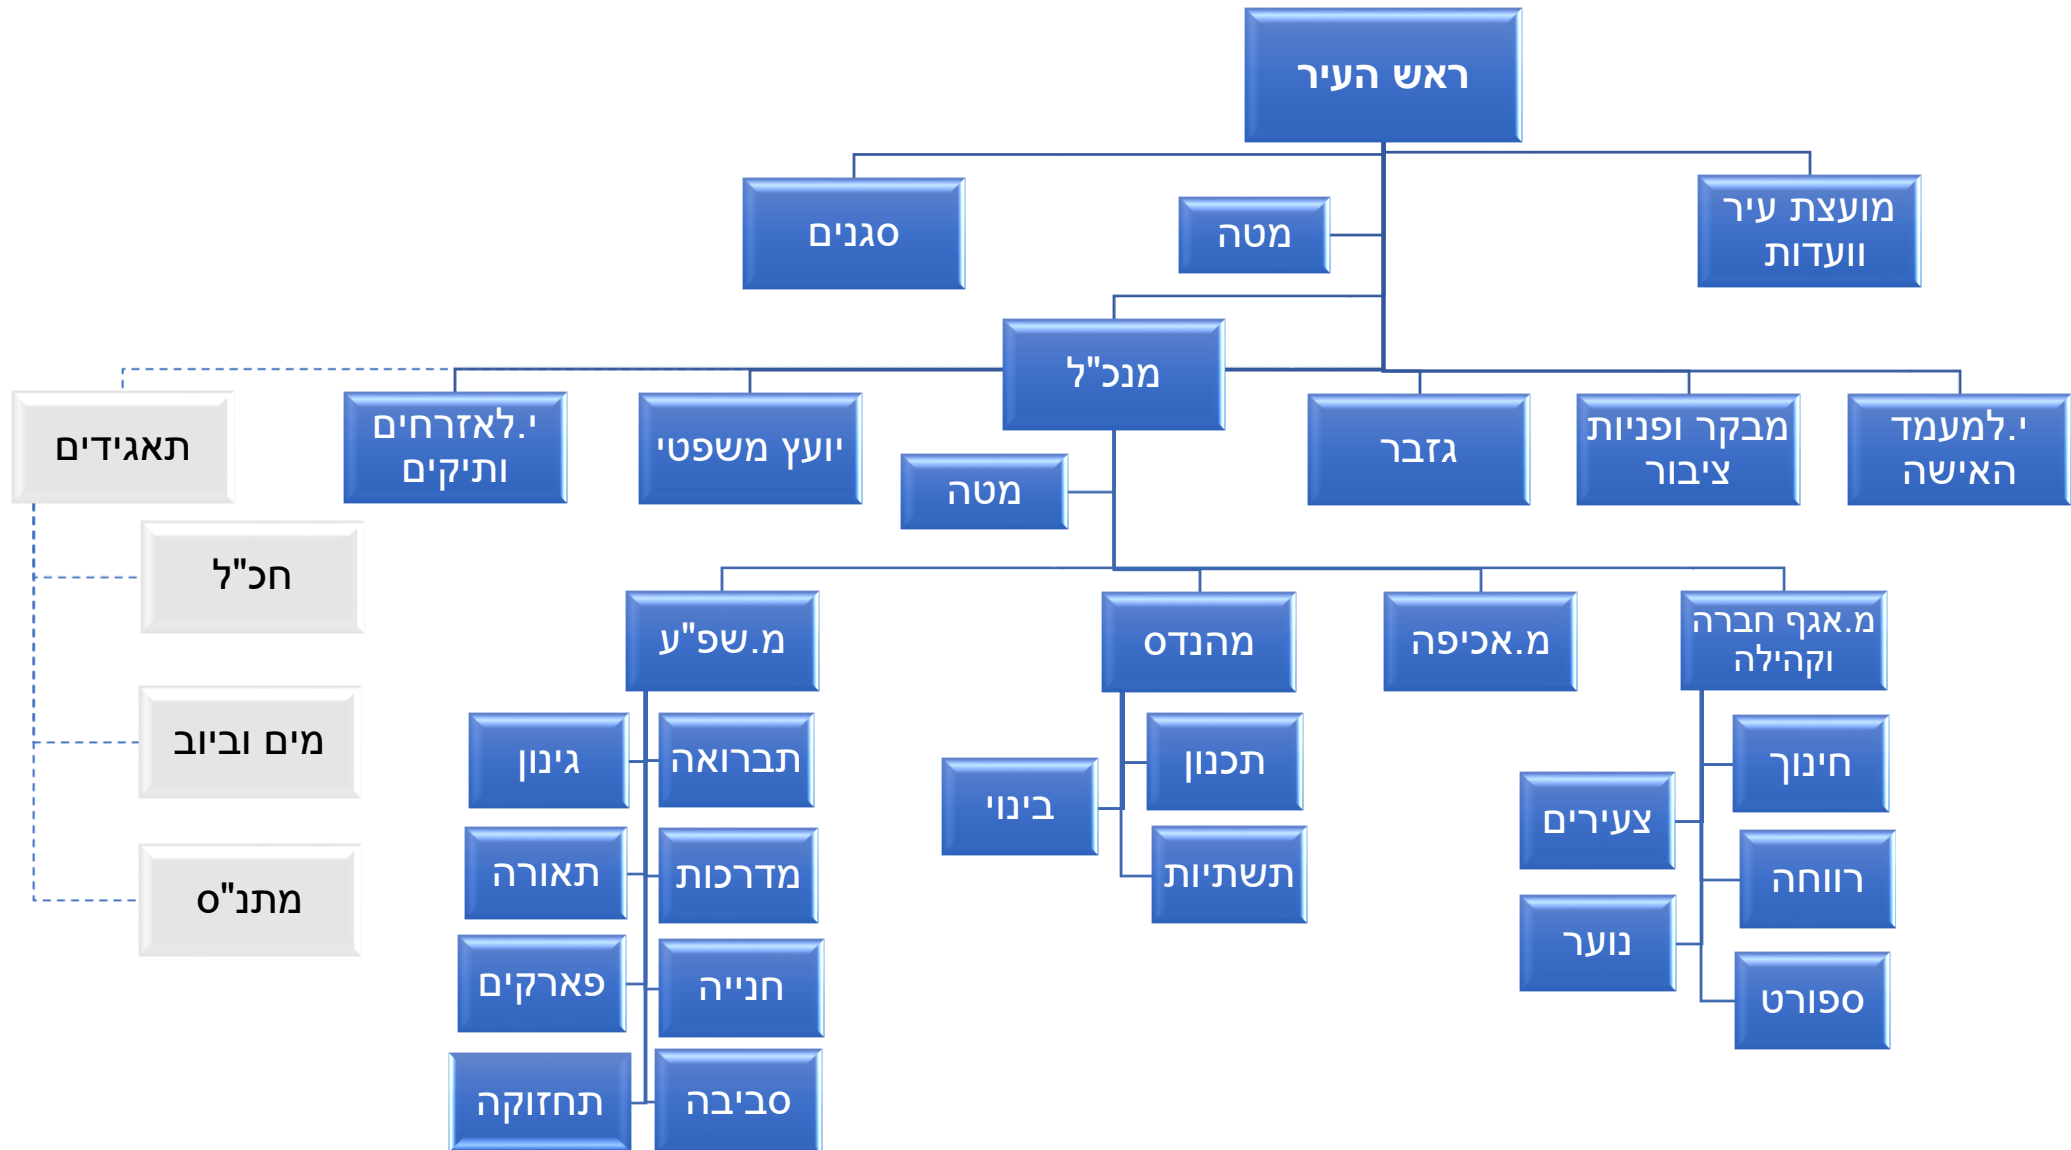 ראש העיר
מועצת עיר
וועדות
מטה
סגנים
מנכ"ל
י.למעמד
האישה
מבקר ופניות
ציבור
גזבר
יועץ משפטי
י.לאזרחים
ותיקים
תאגידים
מטה
חכ"ל
מים וביוב
מתנ"ס
מ.אגף חברה
וקהילה
מ.אכיפה
מהנדס
מ.שפ"ע
חינוך
צעירים
רווחה
נוער
ספורט
תכנון
בינוי
תשתיות
תברואה
גינון
מדרכות
תאורה
חנייה
פארקים
סביבה
תחזוקה